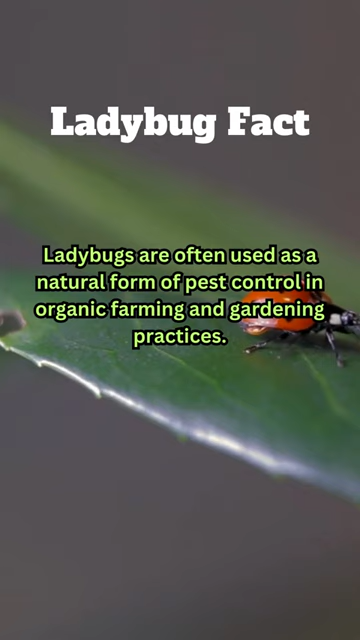 Ladybug Fact
Ladybugs are often used as a
natural form of pest control in
organic farming and gardening
practices.